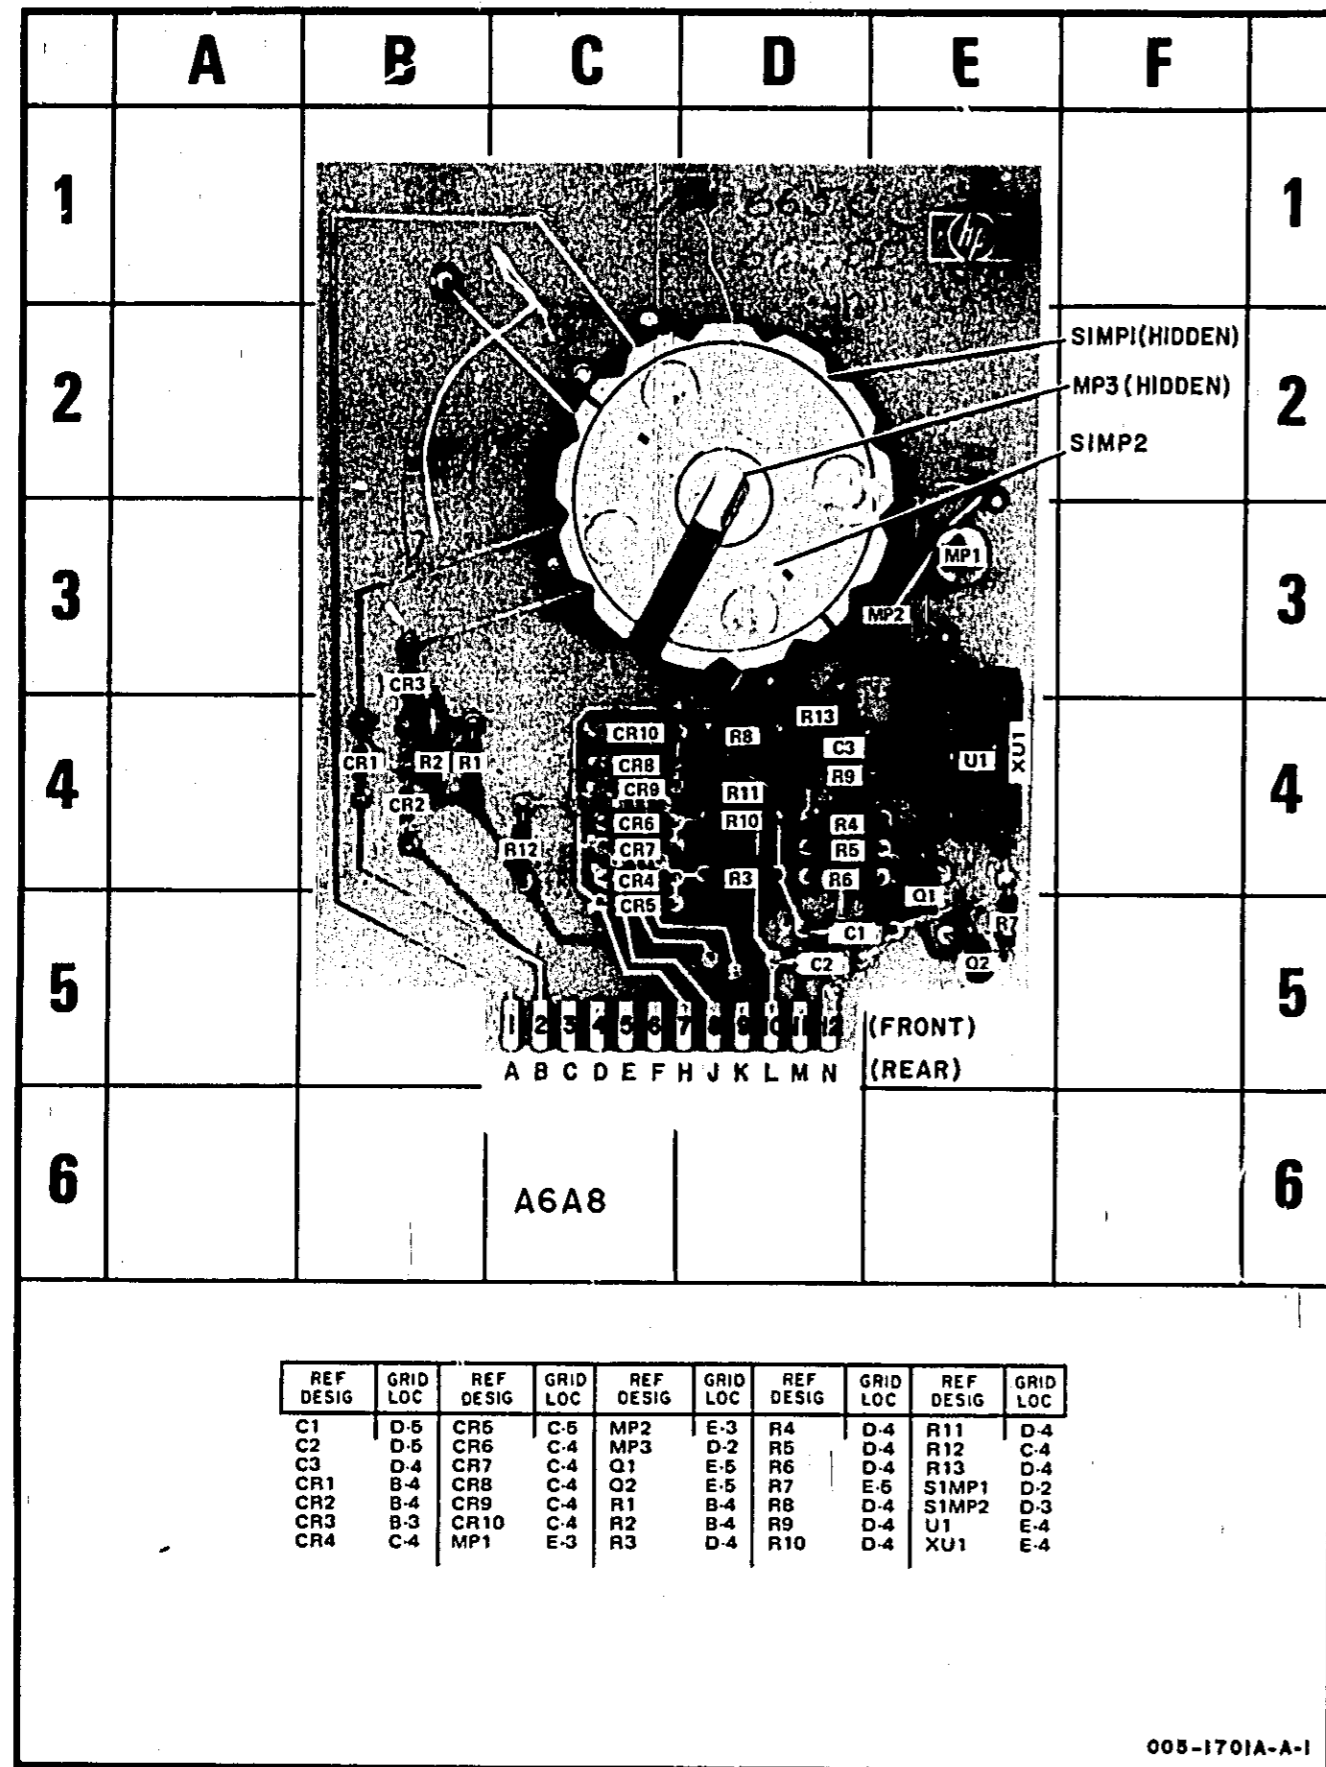 A B C D E F
1 1
hp
2 2
S1MP1(HIDDEN)
MP3(HIDDEN)
S1MP2
3 3
MP1
MP2
CR3
CR10 R8 R13
CR1 R2 R1 CR8 C3 U1 XU1
4 4
CR9 R11 R9
CR2
CR6 R10 R4
R12 CR7 R5
CR4 R3 R6
CR5 Q1
C1 R7
C2 Q2
5 5
1 2 3 4 5 6 7 8 9 10 11 12 (FRONT)
A B C D E F H J K L M N (REAR)
6 6
A6A8
REF DESIG GRID LOC REF DESIG GRID LOC REF DESIG GRID LOC REF DESIG GRID LOC REF DESIG GRID LOC
C1 D-5 CR5 C-5 MP2 E-3 R4 D-4 R11 D-4
C2 D-5 CR6 C-4 MP3 D-2 R5 D-4 R12 C-4
C3 D-4 CR7 C-4 Q1 E-5 R6 D-4 R13 D-4
CR1 B-4 CR8 C-4 Q2 E-5 R7 E-5 S1MP1 D-2
CR2 B-4 CR9 C-4 R1 B-4 R8 D-4 S1MP2 D-3
CR3 B-3 CR10 C-4 R2 B-4 R9 D-4 U1 E-4
CR4 C-4 MP1 E-3 R3 D-4 R10 D-4 XU1 E-4
005-1701A-A-1